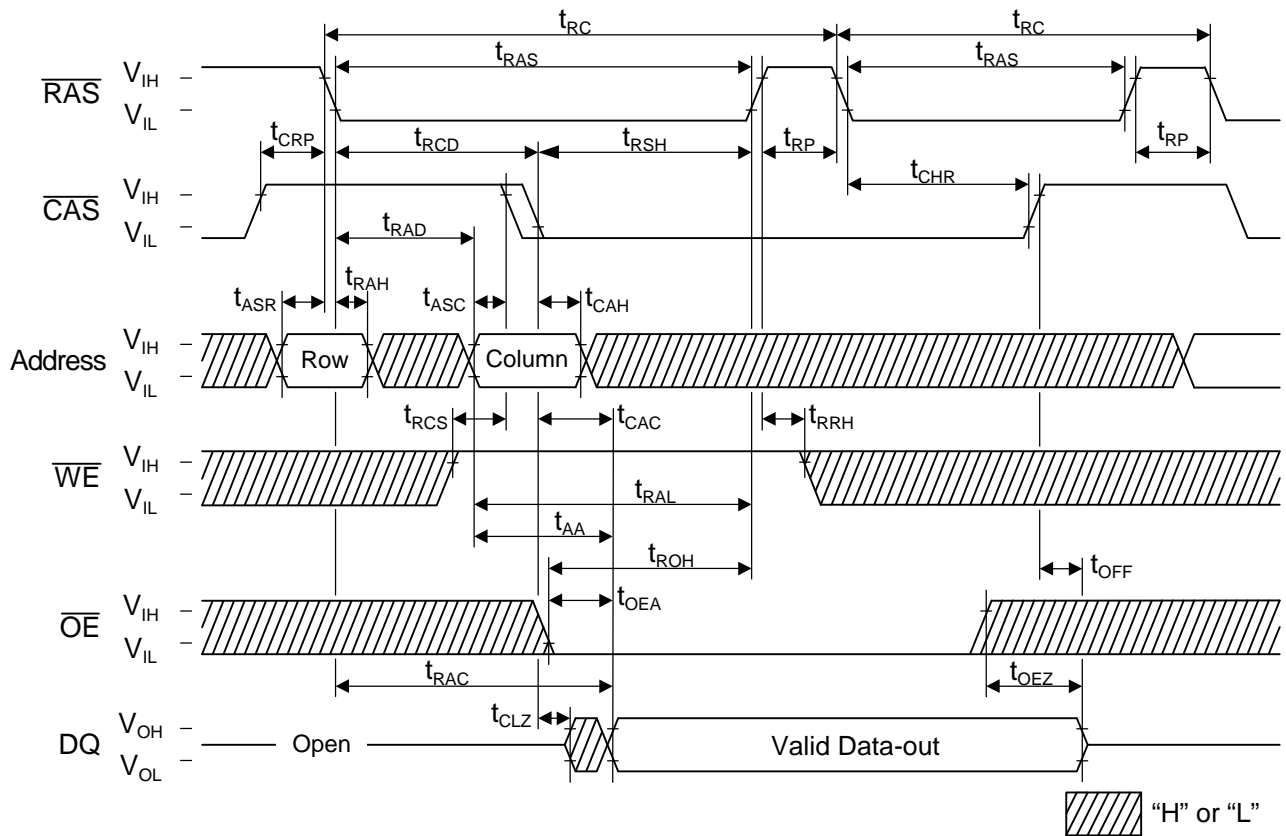 tRC tRC
tRAS tRAS
RAS VIH
VIL
tCRP tRCD tRSH tRP tRP
CAS VIH
VIL
tCHR
tRAD
tASR tRAH tASC tCAH
Address VIH
VIL
Row Column
tRCS tCAC tRRH
WE VIH
VIL
tRAL
tAA
tROH tOFF
tOEA
OE VIH
VIL
tRAC tOEZ
tCLZ
DQ VOH
VOL
Open Valid Data-out
“H” or “L”